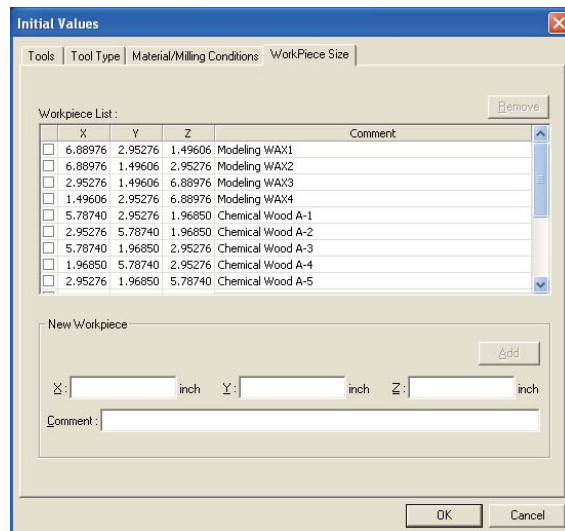 Initial Values
Tools Tool Type Material/Milling Conditions WorkPiece Size
Remove
Workpiece List :
X Y Z Comment
6.88976 2.95276 1.49606 Modeling WAX1
6.88976 1.49606 2.95276 Modeling WAX2
2.95276 1.49606 6.88976 Modeling WAX3
1.49606 2.95276 6.88976 Modeling WAX4
5.78740 2.95276 1.96850 Chemical Wood A-1
2.95276 5.78740 1.96850 Chemical Wood A-2
5.78740 1.96850 2.95276 Chemical Wood A-3
1.96850 5.78740 2.95276 Chemical Wood A-4
2.95276 1.96850 5.78740 Chemical Wood A-5
New Workpiece
Add
X : inch Y : inch Z : inch
Comment :
OK Cancel